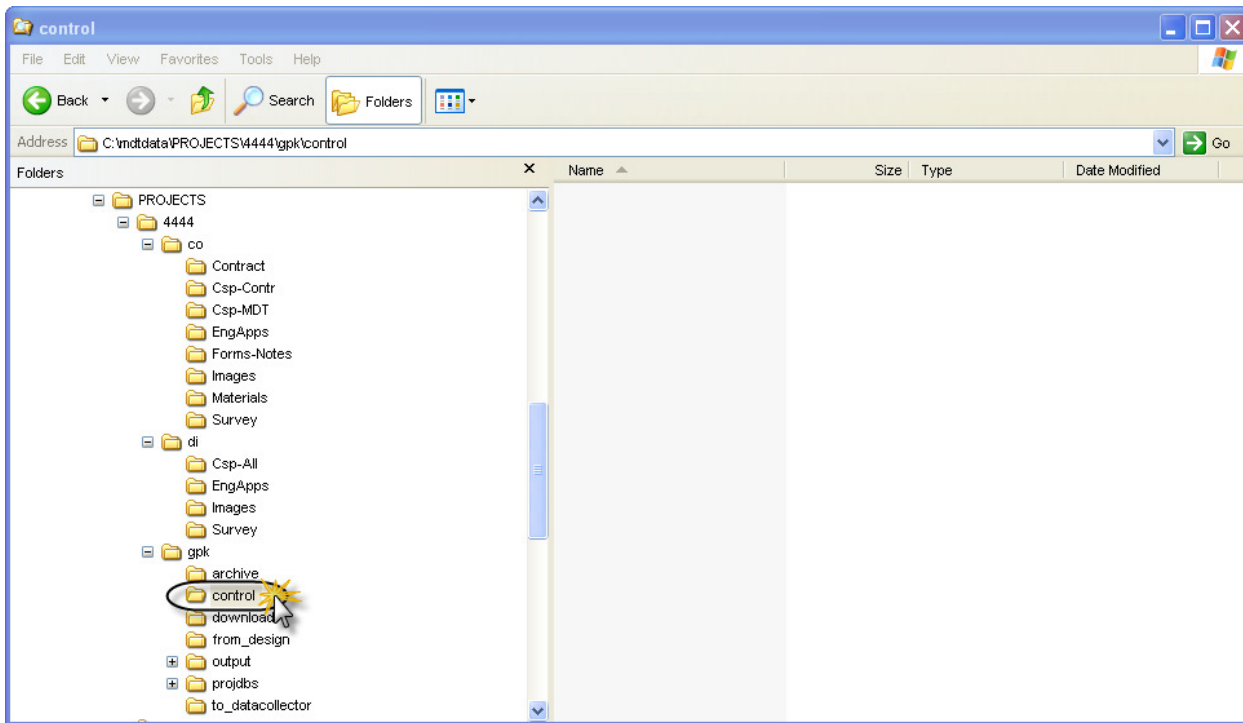 control
File Edit View Favorites Tools Help
Back Search Folders
Address C:\mdtdata\PROJECTS\4444\gpk\control Go
Folders Name Size Type Date Modified
PROJECTS
4444
co
Contract
Csp-Contr
Csp-MDT
EngApps
Forms-Notes
Images
Materials
Survey
di
Csp-All
EngApps
Images
Survey
gpk
archive
control
download
from_design
output
projdbs
to_datacollector